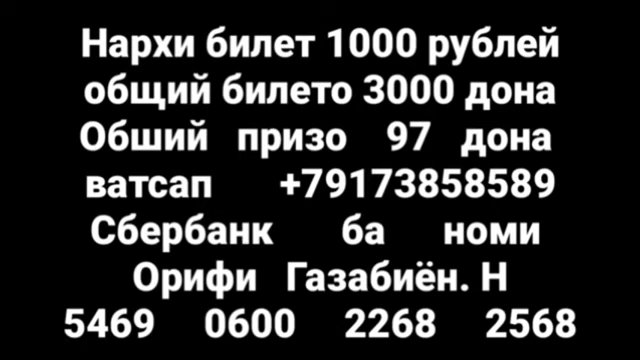 Нархи билет 1000 рублей
общий билето 3000 дона
Обший призо 97 дона
ватсап +79173858589
Сбербанк ба номи
Орифи Газабиён. Н
5469 0600 2268 2568